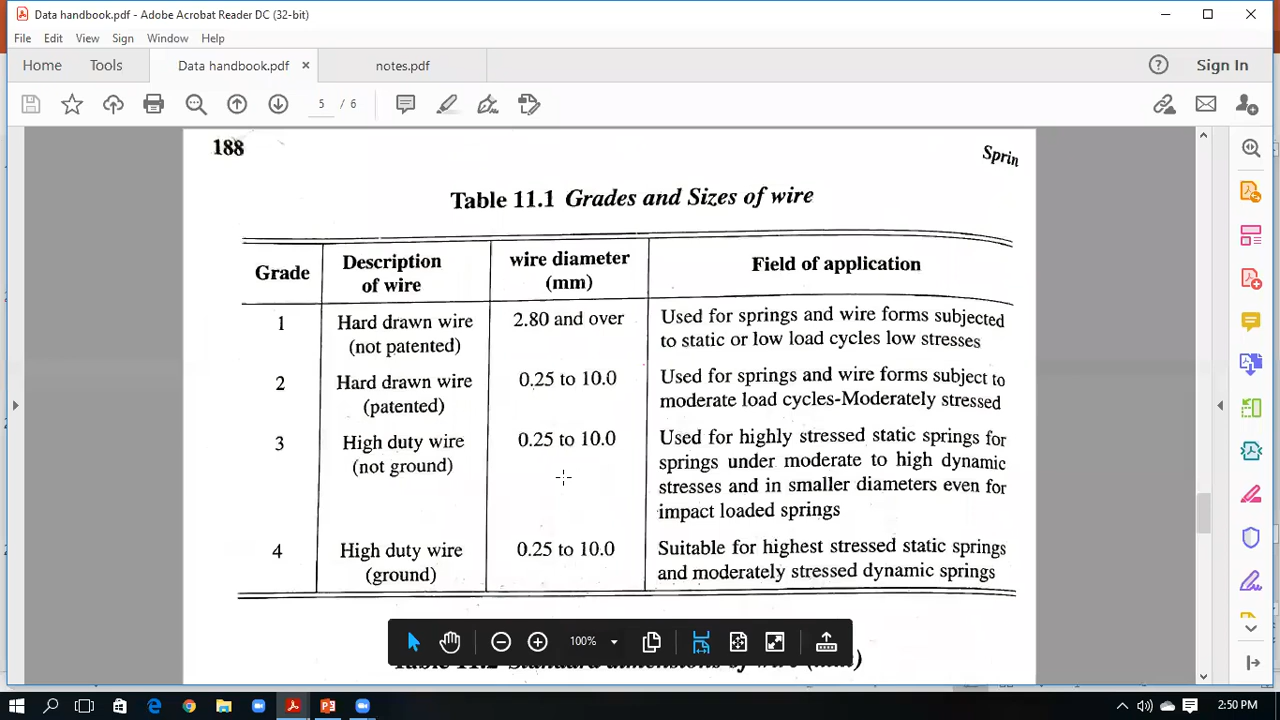 Data handbook.pdf - Adobe Acrobat Reader DC (32-bit)
File Edit View Sign Window Help
Home Tools Data handbook.pdf × notes.pdf Sign In
5 / 6
188
Sprin
Table 11.1 Grades and Sizes of wire
Grade Description of wire wire diameter (mm) Field of application
1 Hard drawn wire 2.80 and over Used for springs and wire forms subjected
(not patented) to static or low load cycles low stresses
2 Hard drawn wire 0.25 to 10.0 Used for springs and wire forms subject to
(patented) moderate load cycles-Moderately stressed
3 High duty wire 0.25 to 10.0 Used for highly stressed static springs for
(not ground) springs under moderate to high dynamic
stresses and in smaller diameters even for
impact loaded springs
4 High duty wire 0.25 to 10.0 Suitable for highest stressed static springs
(ground) and moderately stressed dynamic springs
100%
2:50 PM